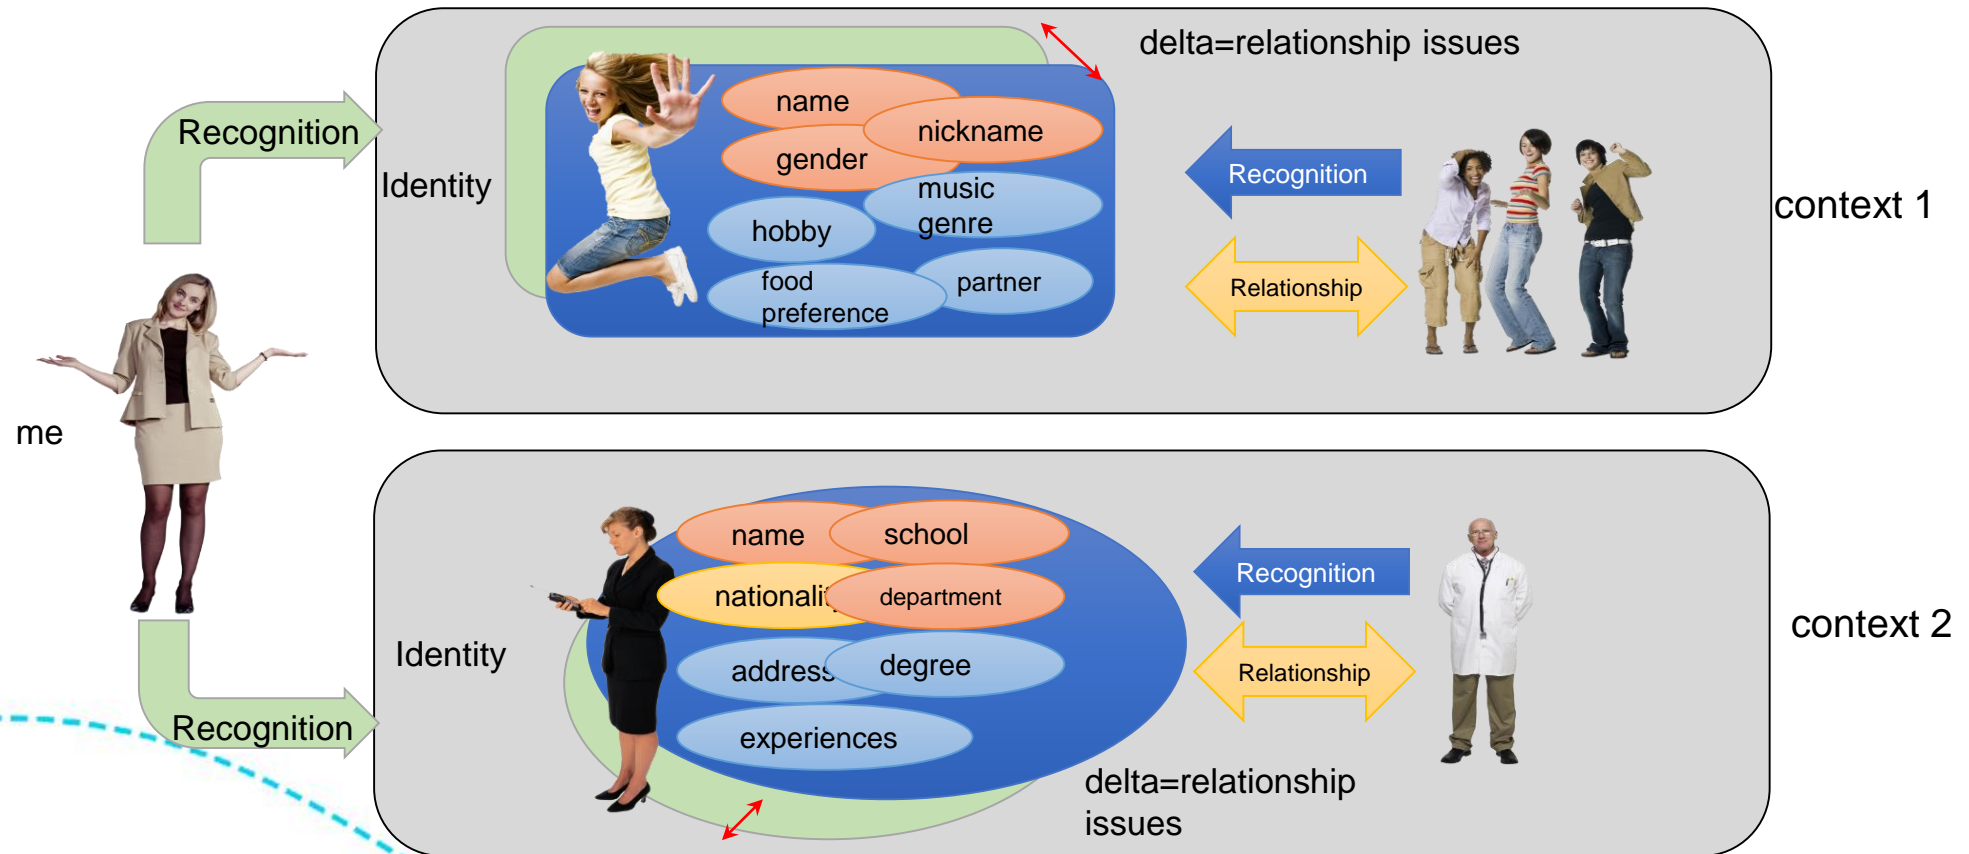 delta=relationship issues
Recognition
Identity
name
nickname
gender
music
genre
hobby
food
preference
partner
Recognition
Relationship
context 1
me
Recognition
Identity
name
school
nationalit
department
address
degree
experiences
Recognition
Relationship
context 2
delta=relationship
issues